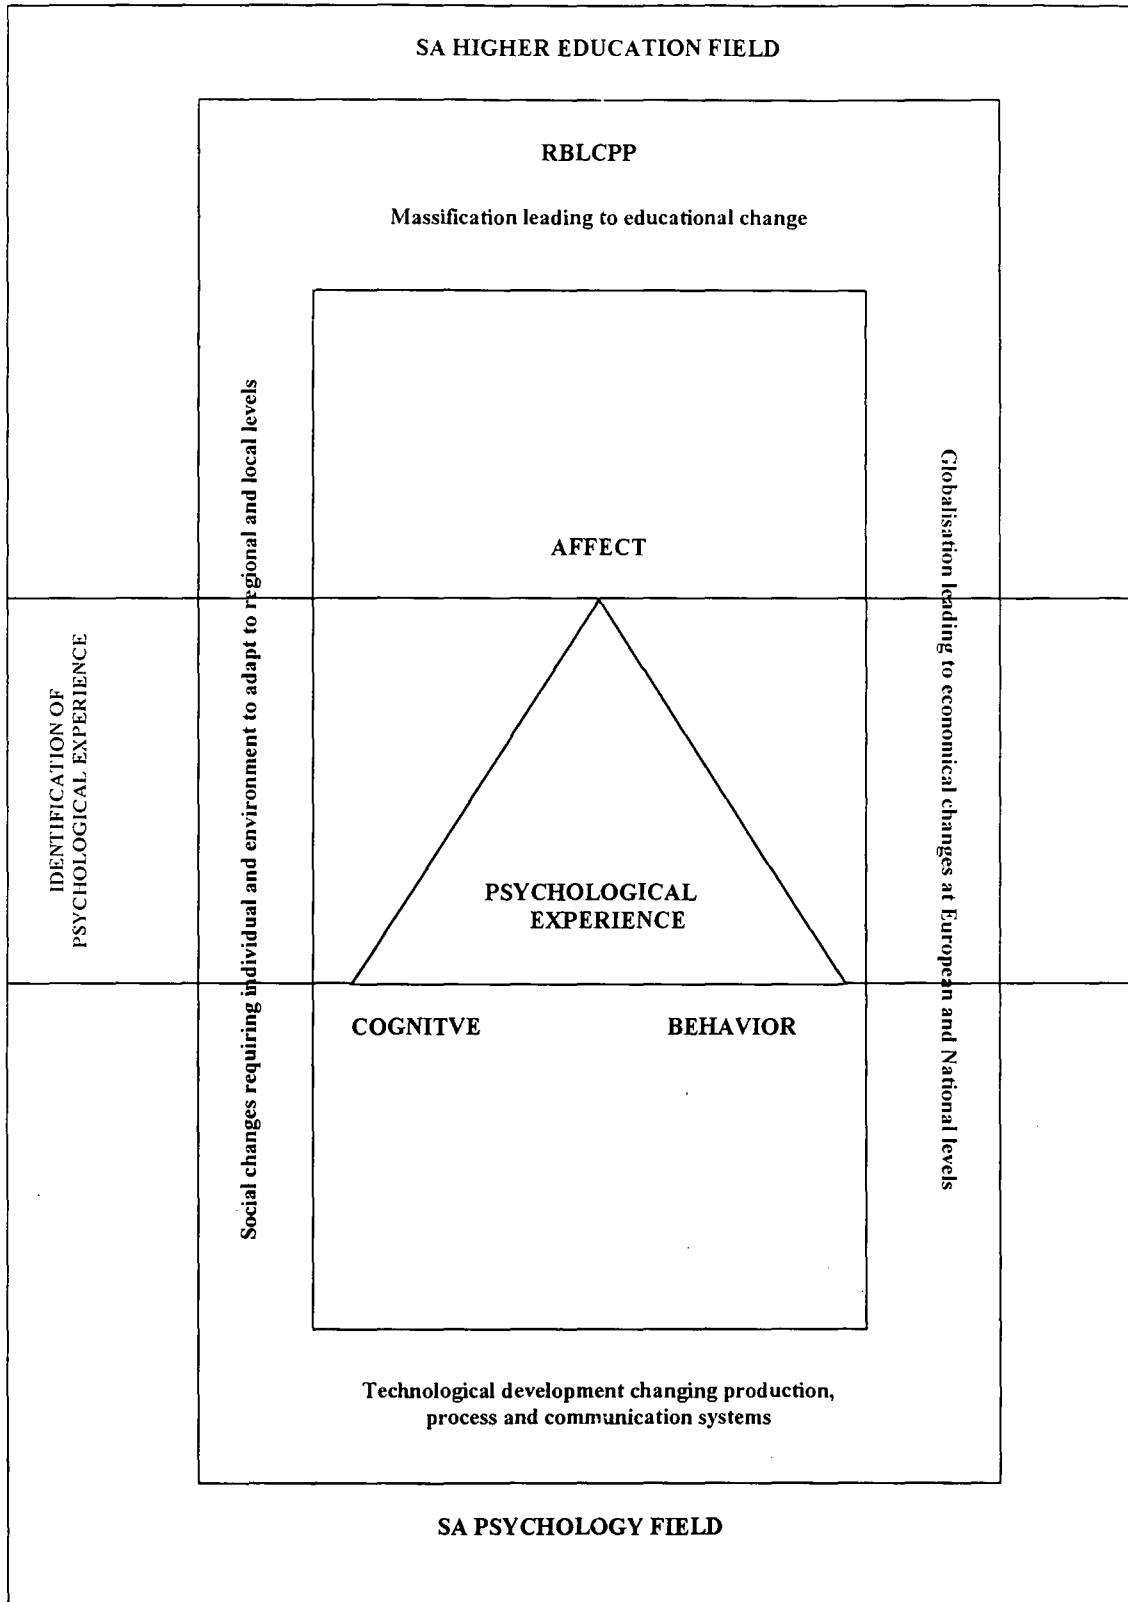 SA HIGHER EDUCATION FIELD
RBLCPP
Massification leading to educational change
Social changes requiring individual and environment to adapt to regional and local levels
Globalisation leading to economical changes at European and National levels
AFFECT
IDENTIFICATION OF
PSYCHOLOGICAL EXPERIENCE
PSYCHOLOGICAL
EXPERIENCE
COGNITVE
BEHAVIOR
Technological development changing production,
process and communication systems
SA PSYCHOLOGY FIELD